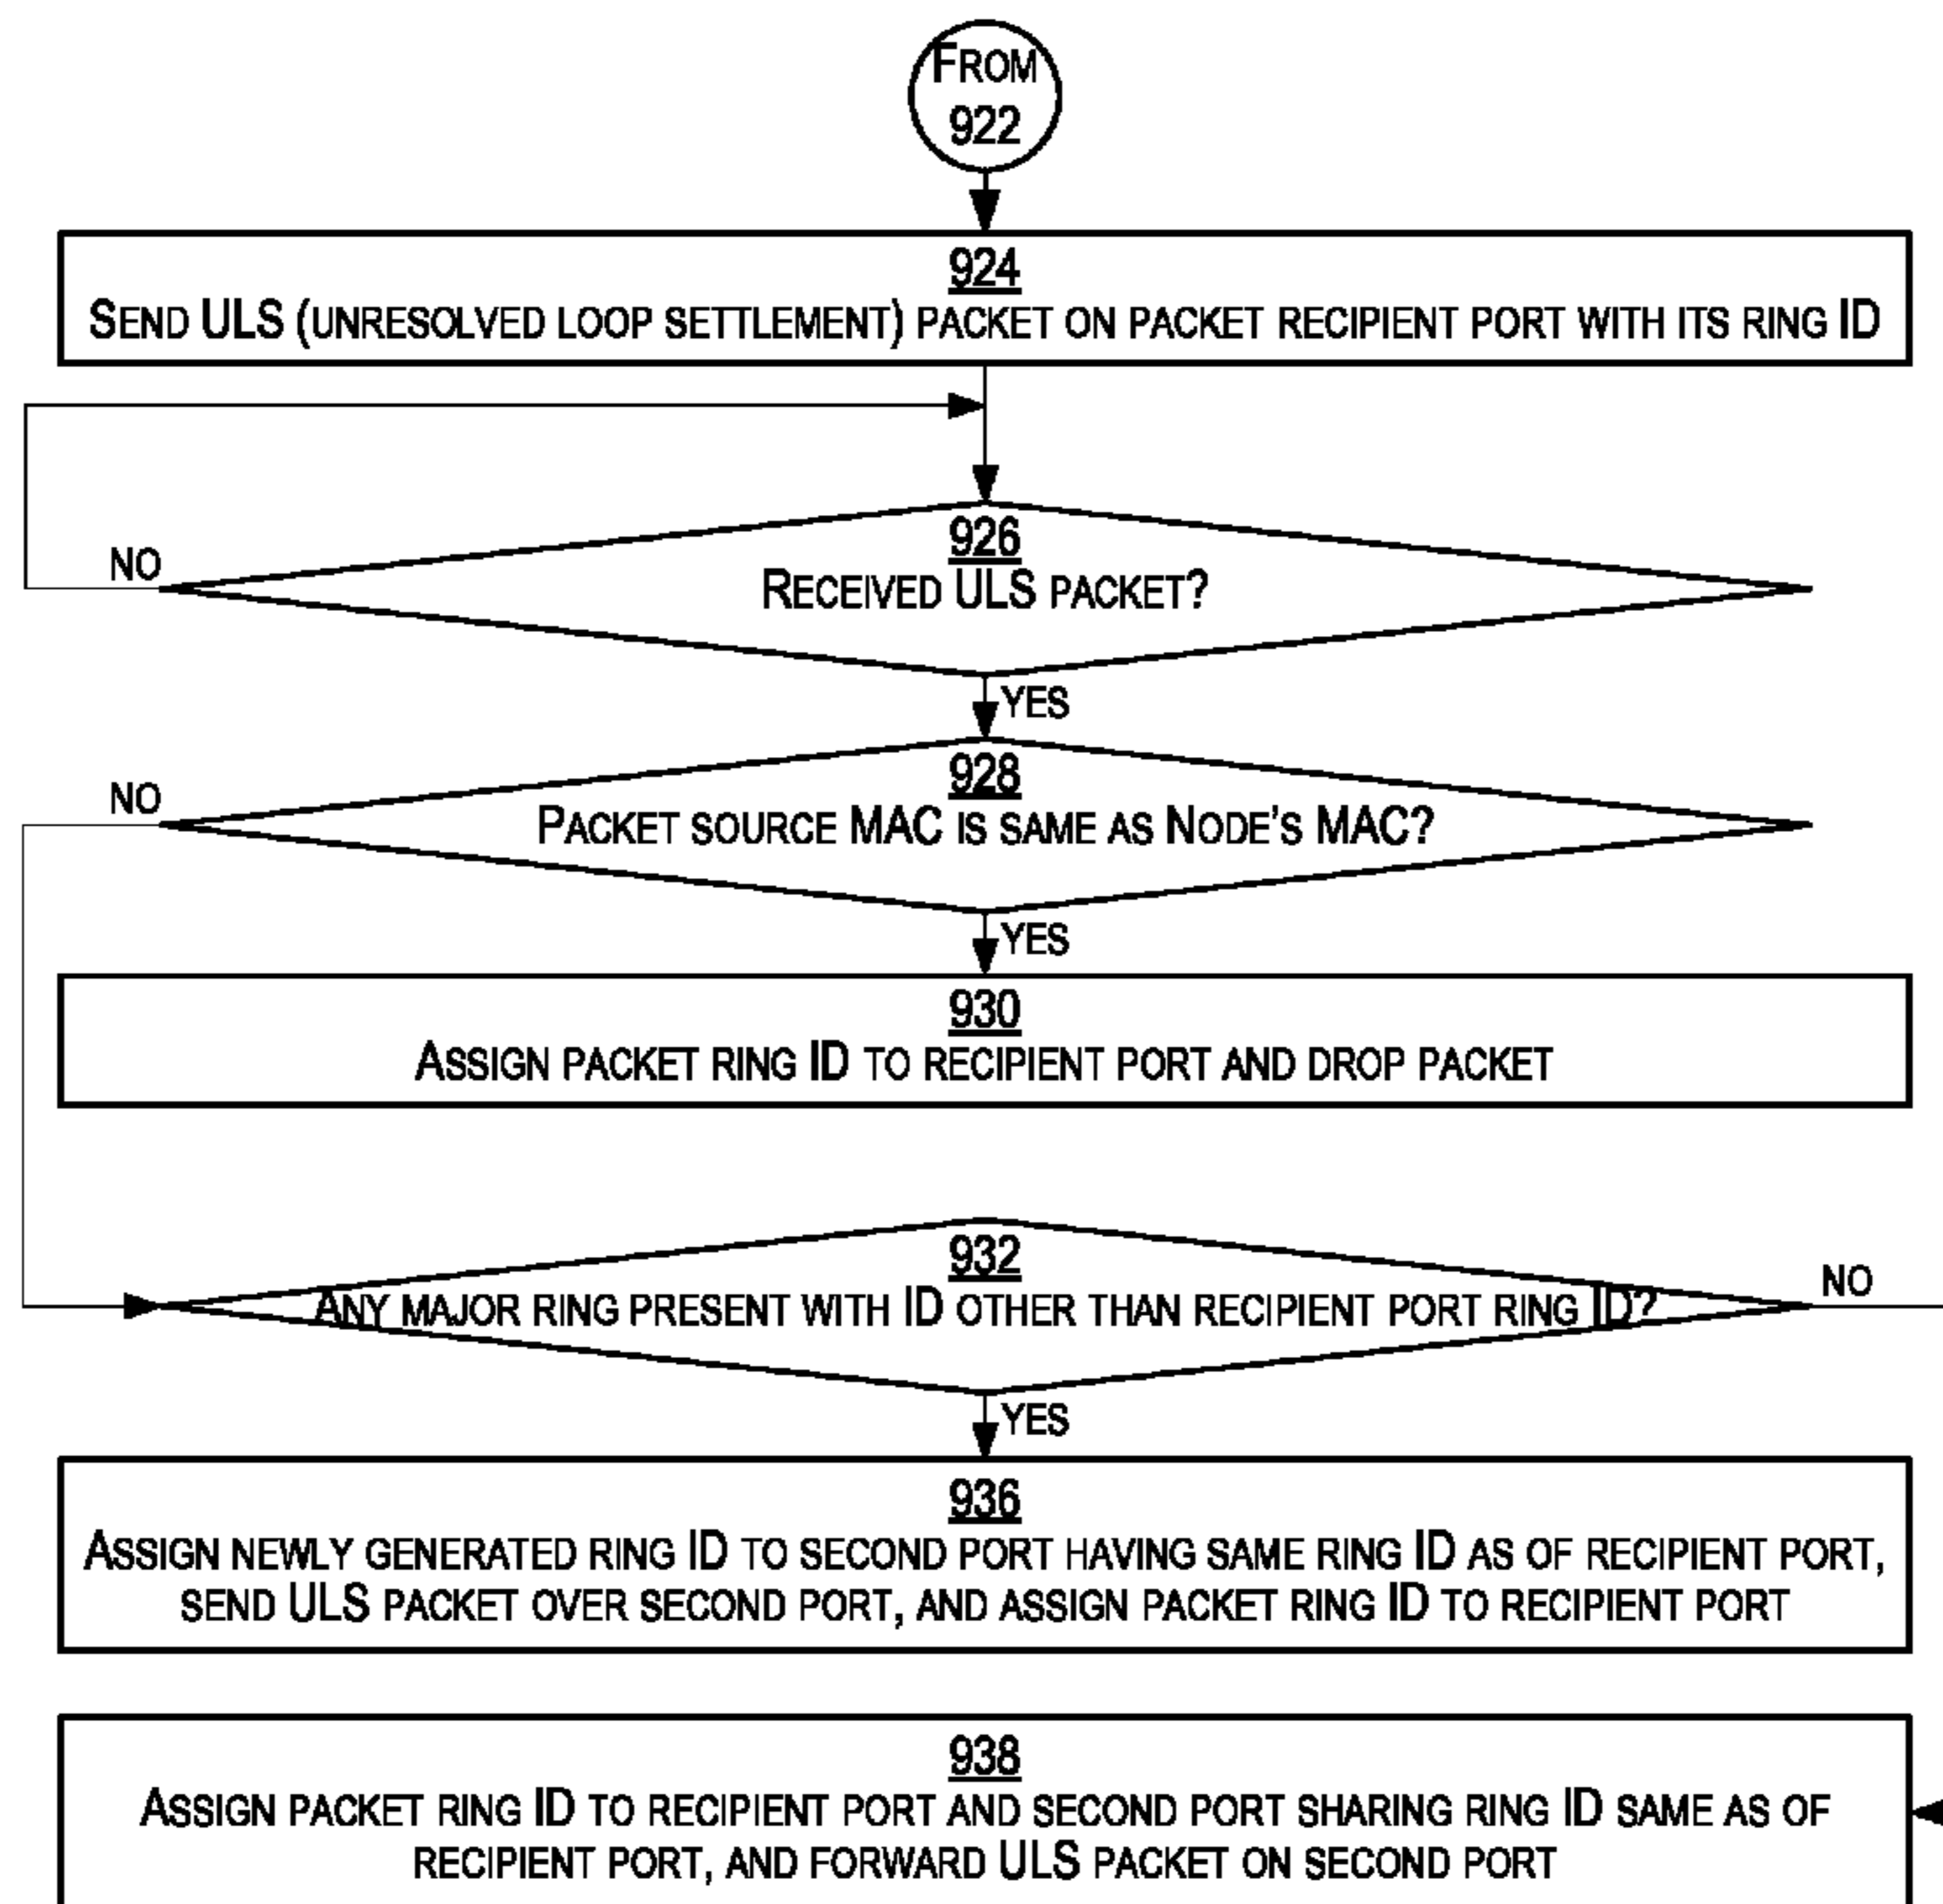 FROM
922
924
SEND ULS (UNRESOLVED LOOP SETTLEMENT) PACKET ON PACKET RECIPIENT PORT WITH ITS RING ID
926
RECEIVED ULS PACKET?
NO
YES
928
PACKET SOURCE MAC IS SAME AS NODE'S MAC?
NO
YES
930
ASSIGN PACKET RING ID TO RECIPIENT PORT AND DROP PACKET
932
ANY MAJOR RING PRESENT WITH ID OTHER THAN RECIPIENT PORT RING ID?
NO
YES
936
ASSIGN NEWLY GENERATED RING ID TO SECOND PORT HAVING SAME RING ID AS OF RECIPIENT PORT,
SEND ULS PACKET OVER SECOND PORT, AND ASSIGN PACKET RING ID TO RECIPIENT PORT
938
ASSIGN PACKET RING ID TO RECIPIENT PORT AND SECOND PORT SHARING RING ID SAME AS OF
RECIPIENT PORT, AND FORWARD ULS PACKET ON SECOND PORT